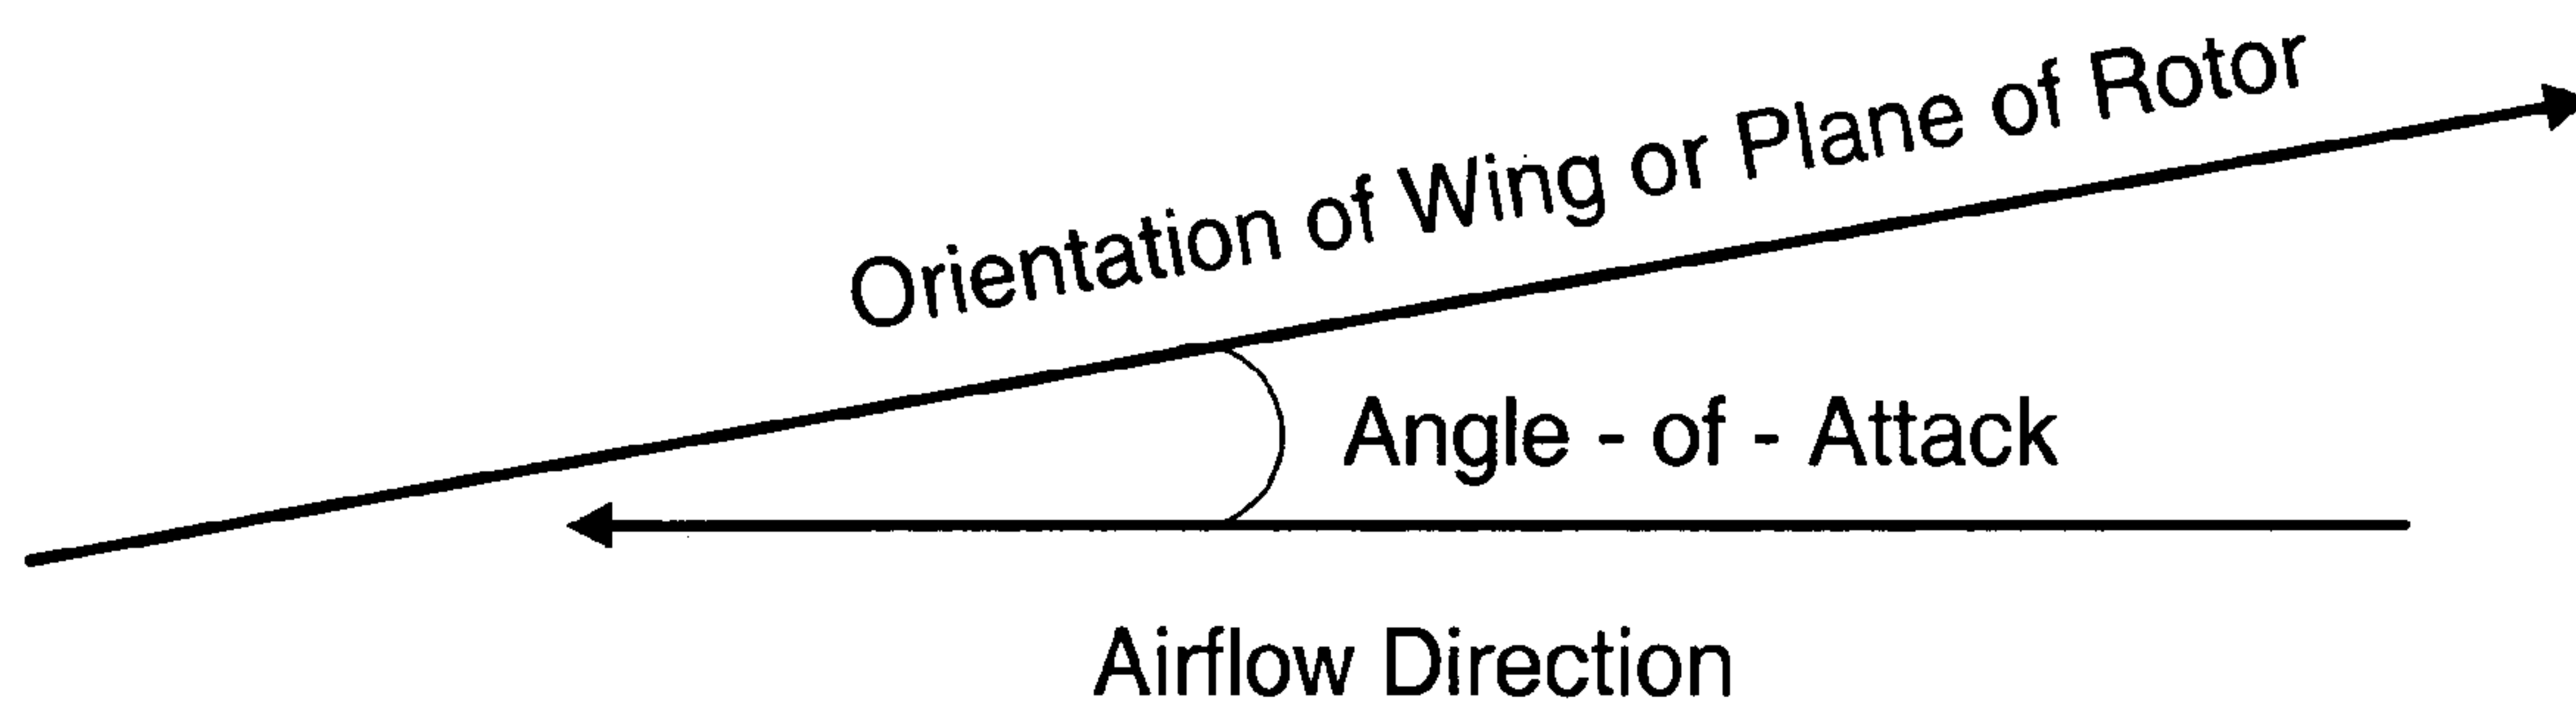 Orientation of Wing or Plane of Rotor
Angle - of - Attack
Airflow Direction